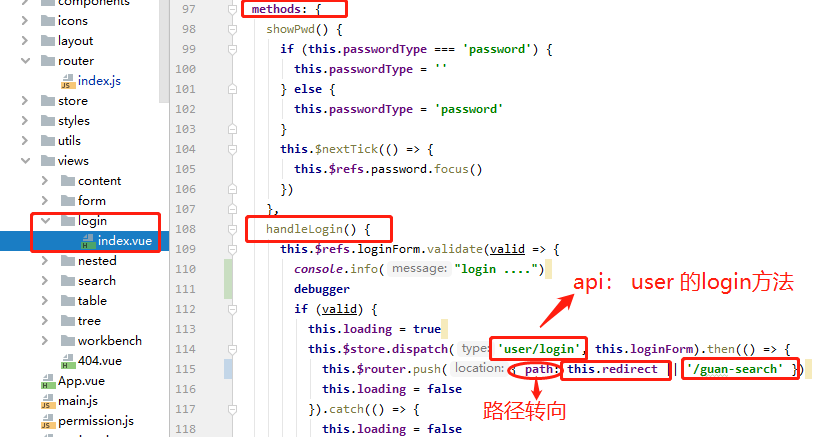 components
icons
layout
router
index.js
store
styles
utils
views
content
form
login
index.vue
nested
search
table
tree
workbench
404.vue
App.vue
main.js
permission.js
97 methods: {
98 showPwd() {
99 if (this.passwordType === 'password') {
100 this.passwordType = ''
101 } else {
102 this.passwordType = 'password'
103 }
104 this.$nextTick(() => {
105 this.$refs.password.focus()
106 })
107 },
108 handleLogin() {
109 this.$refs.loginForm.validate(valid => {
110 console.info( message: "login ....")
111 debugger
112 if (valid) {
113 this.loading = true
114 this.$store.dispatch( type: 'user/login', this.loginForm).then(() => {
115 this.$router.push( location: { path: this.redirect || '/guan-search' })
116 this.loading = false
117 }).catch(() => {
118 this.loading = false
api： user 的login方法
路径转向